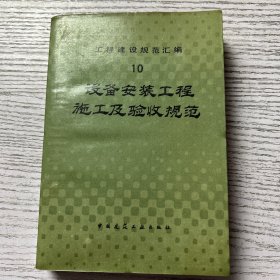 工程建设规范汇编
10
设备安装工程
施工及验收规范
中国建筑工业出版社